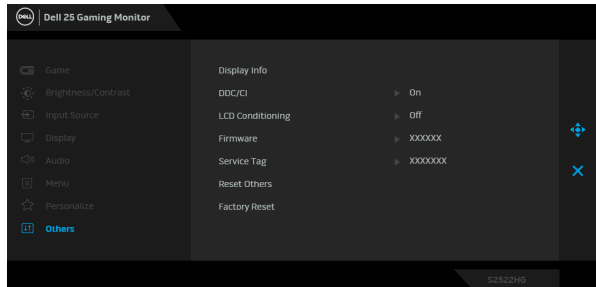 DELL Dell 25 Gaming Monitor
Game
Brightness/Contrast
Input Source
Display
Audio
Menu
Personalize
Others
Display Info
DDC/CI On
LCD Conditioning Off
Firmware XXXXXX
Service Tag XXXXXXX
Reset Others
Factory Reset
S2522HG